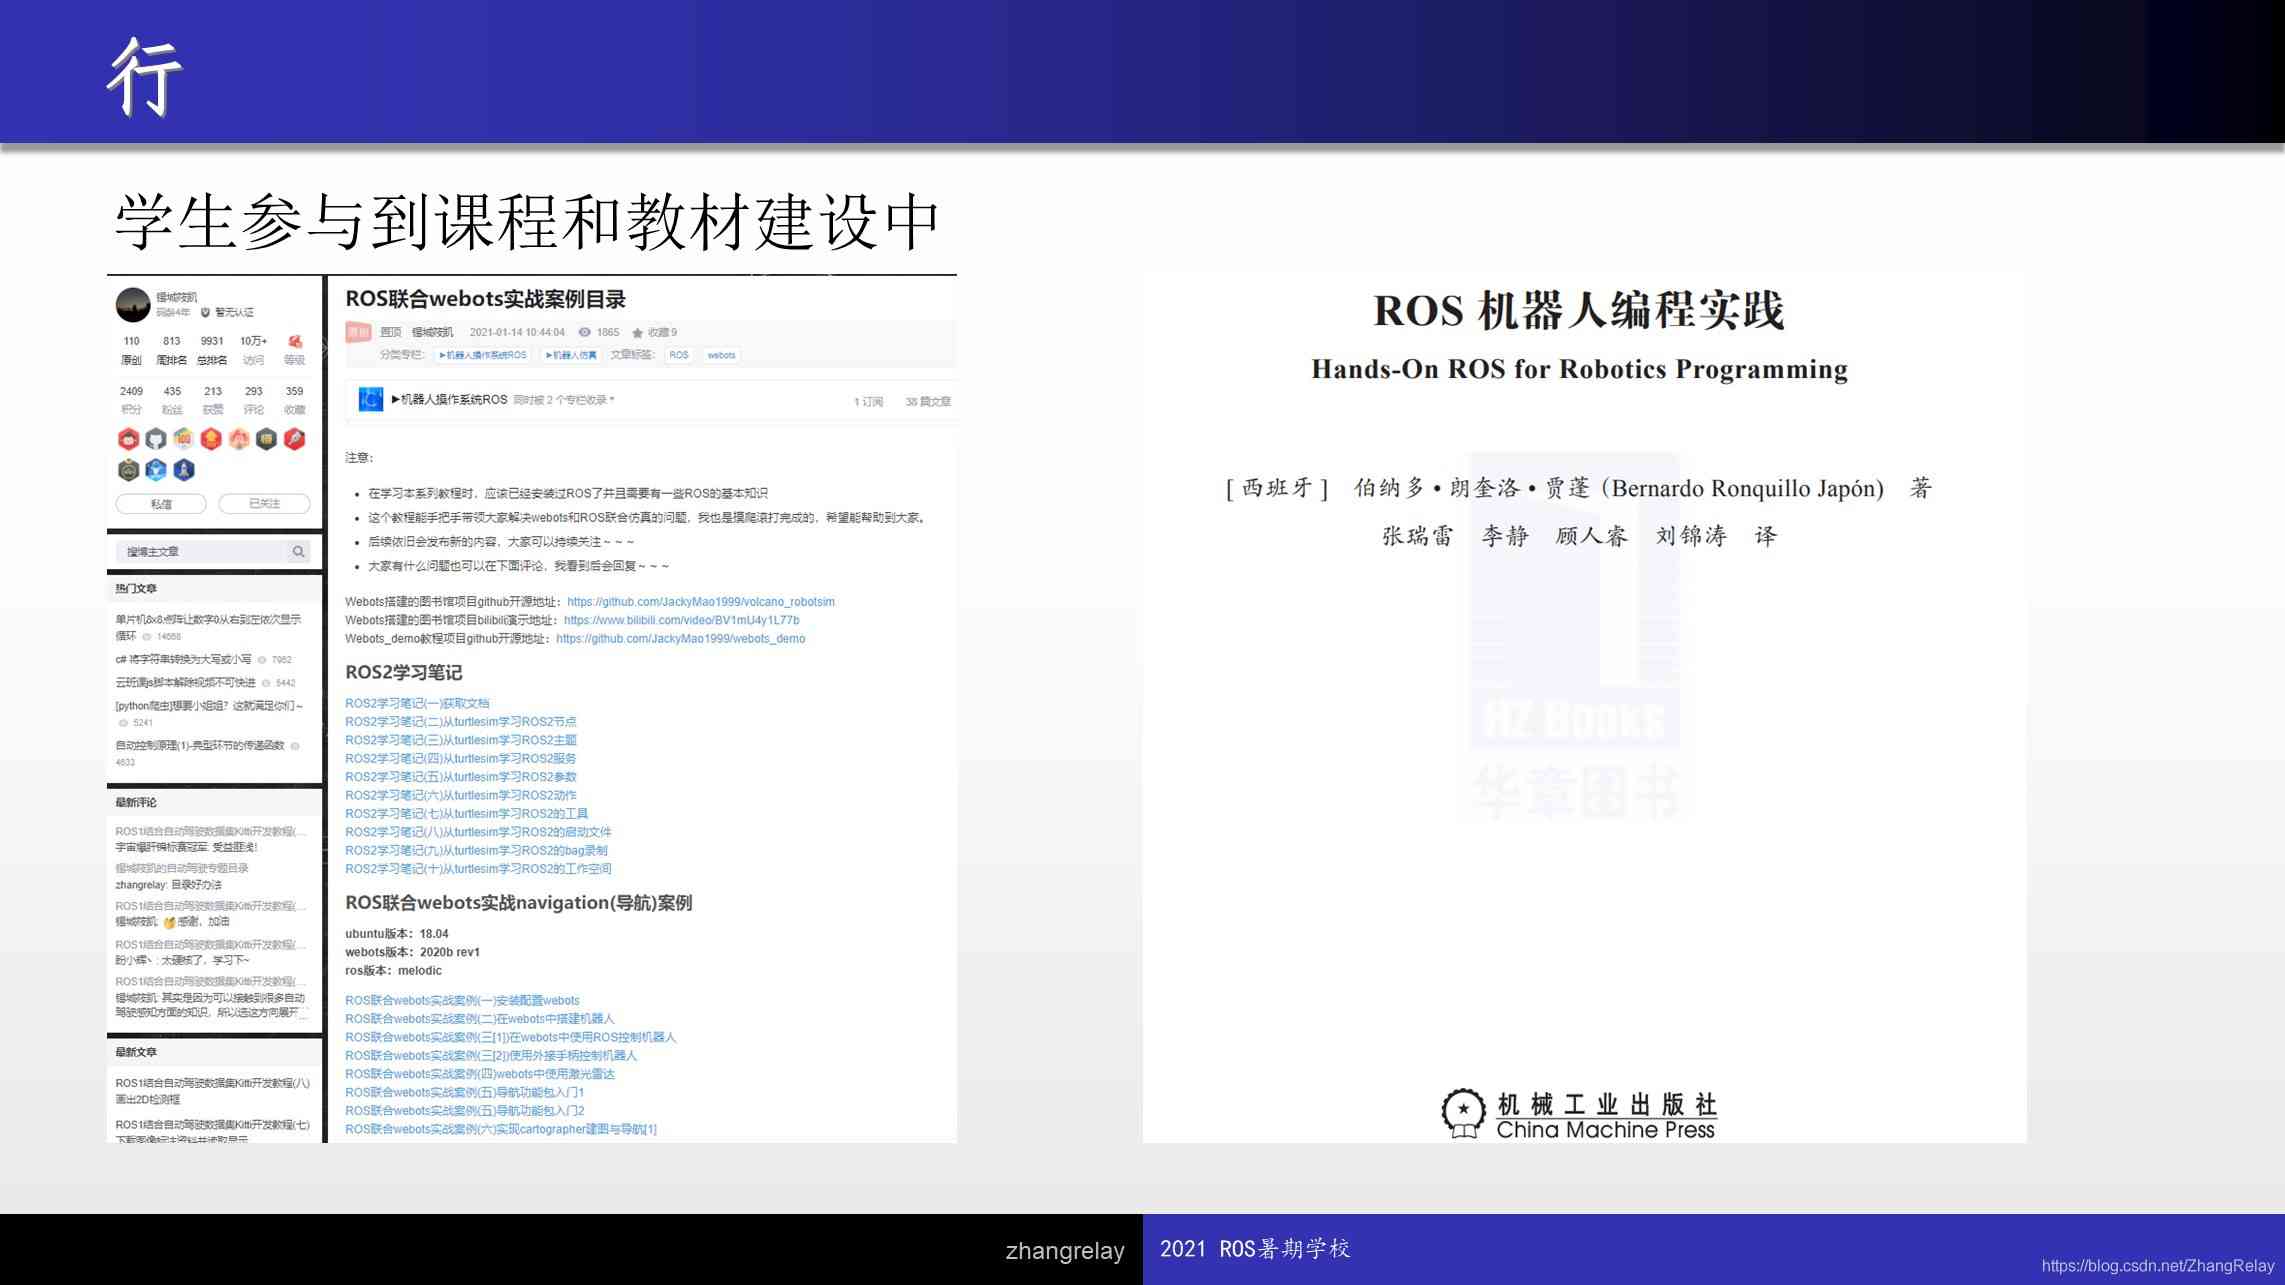 行
学生参与到课程和教材建设中
锡城筱凯
码龄4年 暂无认证
110 813 9931 10万+
原创 周排名 总排名 访问 等级
2409 435 213 293 359
积分 粉丝 获赞 评论 收藏
私信 已关注
搜博主文章
热门文章
单片机8x8点阵让数字0从右到左依次显示
循环 14668
c# 将字符串转换为大写或小写 7962
云班课js脚本解除视频不可快进 5442
[python爬虫]想要小姐姐？这就满足你们~
5241
自动控制原理(1)-典型环节的传递函数
4633
最新评论
ROS1结合自动驾驶数据集Kitti开发教程(...
宇宙爆肝锦标赛冠军: 受益匪浅！
锡城筱凯的自动驾驶专题目录
zhangrelay: 目录好办法
ROS1结合自动驾驶数据集Kitti开发教程(...
锡城筱凯: 感谢，加油
ROS1结合自动驾驶数据集Kitti开发教程(...
盼小辉丶: 太硬核了，学习下~
ROS1结合自动驾驶数据集Kitti开发教程(...
锡城筱凯: 其实是因为可以接触到很多自动
驾驶感知方面的知识，所以选这方向展开...
最新文章
ROS1结合自动驾驶数据集Kitti开发教程(八)
画出2D检测框
ROS1结合自动驾驶数据集Kitti开发教程(七)
下载图像标注资料并读取显示
ROS联合webots实战案例目录
原创 置顶 锡城筱凯 2021-01-14 10:44:04 1865 收藏 9
分类专栏： ▶机器人操作系统ROS ▶机器人仿真 文章标签： ROS webots
▶机器人操作系统ROS 同时被 2 个专栏收录
1 订阅 38 篇文章
注意：
• 在学习本系列教程时，应该已经安装过ROS了并且需要有一些ROS的基本知识
• 这个教程能手把手带领大家解决webots和ROS联合仿真的问题，我也是摸爬滚打完成的，希望能帮助到大家。
• 后续依旧会发布新的内容，大家可以持续关注～～～
• 大家有什么问题也可以在下面评论，我看到后会回复～～～
Webots搭建的图书馆项目github开源地址：https://github.com/JackyMao1999/volcano_robotsim
Webots搭建的图书馆项目bilibili演示地址：https://www.bilibili.com/video/BV1mU4y1L77b
Webots_demo教程项目github开源地址：https://github.com/JackyMao1999/webots_demo
ROS2学习笔记
ROS2学习笔记(一)获取文档
ROS2学习笔记(二)从turtlesim学习ROS2节点
ROS2学习笔记(三)从turtlesim学习ROS2主题
ROS2学习笔记(四)从turtlesim学习ROS2服务
ROS2学习笔记(五)从turtlesim学习ROS2参数
ROS2学习笔记(六)从turtlesim学习ROS2动作
ROS2学习笔记(七)从turtlesim学习ROS2的工具
ROS2学习笔记(八)从turtlesim学习ROS2的启动文件
ROS2学习笔记(九)从turtlesim学习ROS2的bag录制
ROS2学习笔记(十)从turtlesim学习ROS2的工作空间
ROS联合webots实战navigation(导航)案例
ubuntu版本：18.04
webots版本：2020b rev1
ros版本：melodic
ROS联合webots实战案例(一)安装配置webots
ROS联合webots实战案例(二)在webots中搭建机器人
ROS联合webots实战案例(三[1])在webots中使用ROS控制机器人
ROS联合webots实战案例(三[2])使用外接手柄控制机器人
ROS联合webots实战案例(四)webots中使用激光雷达
ROS联合webots实战案例(五)导航功能包入门1
ROS联合webots实战案例(五)导航功能包入门2
ROS联合webots实战案例(六)实现cartographer建图与导航[1]
ROS 机器人编程实践
Hands-On ROS for Robotics Programming
[西班牙] 伯纳多·朗奎洛·贾蓬（Bernardo Ronquillo Japón） 著
张瑞雷 李静 顾人睿 刘锦涛 译
HZ Books
华章图书
机械工业出版社
China Machine Press
zhangrelay
2021 ROS暑期学校
https://blog.csdn.net/ZhangRelay